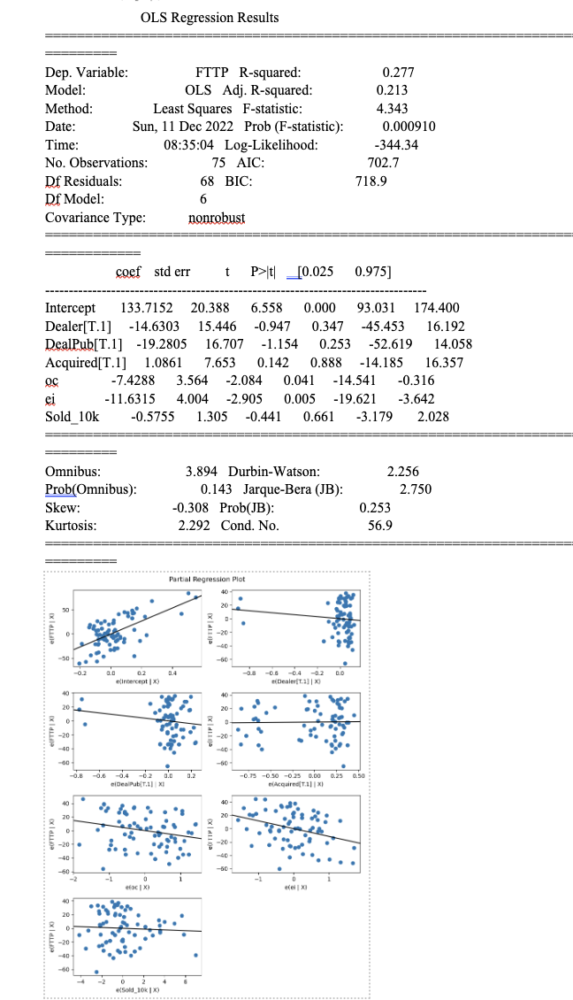 OLS Regression Results
==============================================================================
=========
Dep. Variable: FTTP R-squared: 0.277
Model: OLS Adj. R-squared: 0.213
Method: Least Squares F-statistic: 4.343
Date: Sun, 11 Dec 2022 Prob (F-statistic): 0.000910
Time: 08:35:04 Log-Likelihood: -344.34
No. Observations: 75 AIC: 702.7
Df Residuals: 68 BIC: 718.9
Df Model: 6
Covariance Type: nonrobust
==============================================================================
============
coef std err t P>|t| [0.025 0.975]
------------------------------------------------------------------------------------
Intercept 133.7152 20.388 6.558 0.000 93.031 174.400
Dealer[T.1] -14.6303 15.446 -0.947 0.347 -45.453 16.192
DealPub[T.1] -19.2805 16.707 -1.154 0.253 -52.619 14.058
Acquired[T.1] 1.0861 7.653 0.142 0.888 -14.185 16.357
oc -7.4288 3.564 -2.084 0.041 -14.541 -0.316
ei -11.6315 4.004 -2.905 0.005 -19.621 -3.642
Sold_10k -0.5755 1.305 -0.441 0.661 -3.179 2.028
==============================================================================
=========
Omnibus: 3.894 Durbin-Watson: 2.256
Prob(Omnibus): 0.143 Jarque-Bera (JB): 2.750
Skew: -0.308 Prob(JB): 0.253
Kurtosis: 2.292 Cond. No. 56.9
==============================================================================
=========
Partial Regression Plot
e(FTTP | X)
50
0
−50
−0.2 0.0 0.2 0.4
e(Intercept | X)
e(FTTP | X)
40
20
0
−20
−40
−60
−0.8 −0.6 −0.4 −0.2 0.0
e(Dealer[T.1] | X)
e(FTTP | X)
40
20
0
−20
−40
−60
−0.8 −0.6 −0.4 −0.2 0.0 0.2
e(DealPub[T.1] | X)
e(FTTP | X)
40
20
0
−20
−40
−60
−0.75 −0.50 −0.25 0.00 0.25 0.50
e(Acquired[T.1] | X)
e(FTTP | X)
40
20
0
−20
−40
−60
−2 −1 0 1
e(oc | X)
e(FTTP | X)
40
20
0
−20
−40
−60
−1 0 1
e(ei | X)
e(FTTP | X)
40
20
0
−20
−40
−60
−4 −2 0 2 4 6
e(Sold_10k | X)